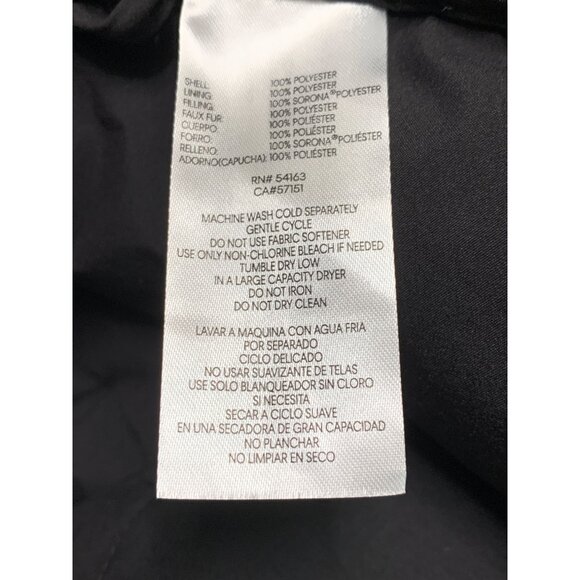 SHELL: 100% POLYESTER
LINING: 100% POLYESTER
FILLING: 100% SORONA®POLYESTER
FAUX FUR: 100% POLYESTER
CUERPO: 100% POLIÉSTER
FORRO: 100% POLIÉSTER
RELLENO: 100% SORONA®POLIÉSTER
ADORNO(CAPUCHA): 100% POLIÉSTER
RN# 54163
CA#57151
MACHINE WASH COLD SEPARATELY
GENTLE CYCLE
DO NOT USE FABRIC SOFTENER
USE ONLY NON-CHLORINE BLEACH IF NEEDED
TUMBLE DRY LOW
IN A LARGE CAPACITY DRYER
DO NOT IRON
DO NOT DRY CLEAN
LAVAR A MAQUINA CON AGUA FRIA
POR SEPARADO
CICLO DELICADO
NO USAR SUAVIZANTE DE TELAS
USE SOLO BLANQUEADOR SIN CLORO
SI NECESITA
SECAR A CICLO SUAVE
EN UNA SECADORA DE GRAN CAPACIDAD
NO PLANCHAR
NO LIMPIAR EN SECO